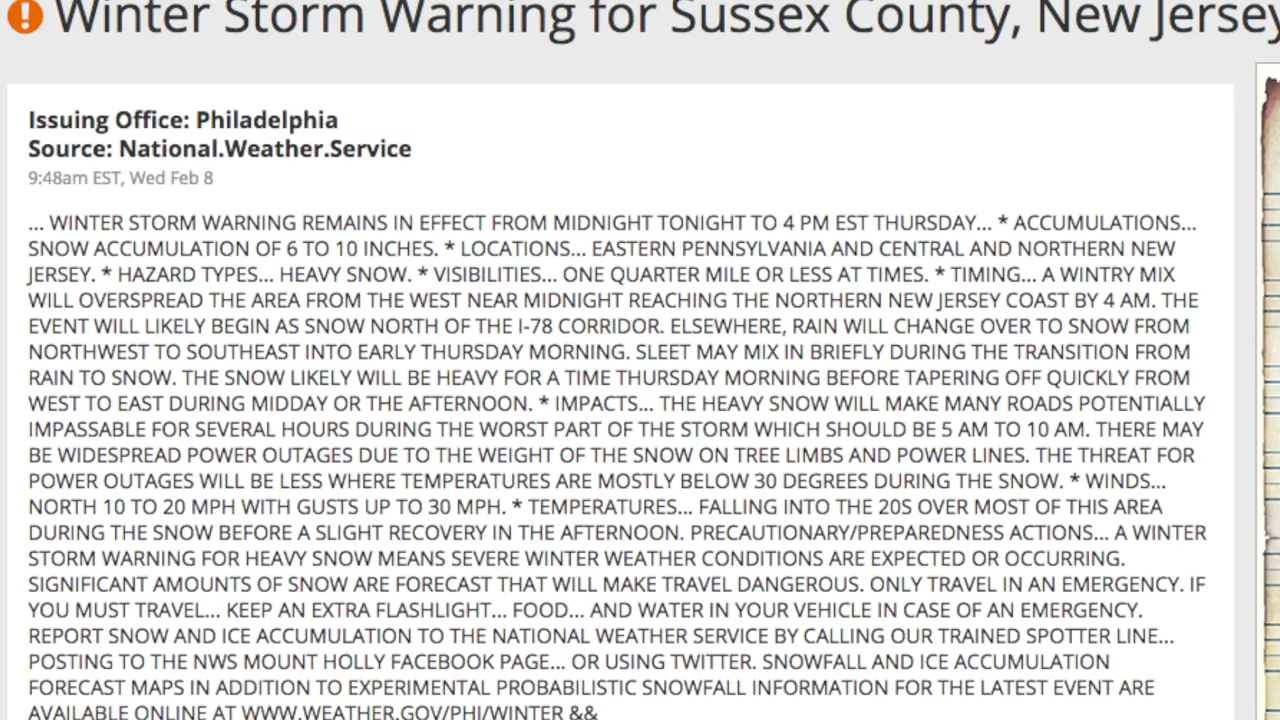 Winter Storm Warning for Sussex County, New Jersey
Issuing Office: Philadelphia
Source: National.Weather.Service
9:48am EST, Wed Feb 8
... WINTER STORM WARNING REMAINS IN EFFECT FROM MIDNIGHT TONIGHT TO 4 PM EST THURSDAY... * ACCUMULATIONS...
SNOW ACCUMULATION OF 6 TO 10 INCHES. * LOCATIONS... EASTERN PENNSYLVANIA AND CENTRAL AND NORTHERN NEW
JERSEY. * HAZARD TYPES... HEAVY SNOW. * VISIBILITIES... ONE QUARTER MILE OR LESS AT TIMES. * TIMING... A WINTRY MIX
WILL OVERSPREAD THE AREA FROM THE WEST NEAR MIDNIGHT REACHING THE NORTHERN NEW JERSEY COAST BY 4 AM. THE
EVENT WILL LIKELY BEGIN AS SNOW NORTH OF THE I-78 CORRIDOR. ELSEWHERE, RAIN WILL CHANGE OVER TO SNOW FROM
NORTHWEST TO SOUTHEAST INTO EARLY THURSDAY MORNING. SLEET MAY MIX IN BRIEFLY DURING THE TRANSITION FROM
RAIN TO SNOW. THE SNOW LIKELY WILL BE HEAVY FOR A TIME THURSDAY MORNING BEFORE TAPERING OFF QUICKLY FROM
WEST TO EAST DURING MIDDAY OR THE AFTERNOON. * IMPACTS... THE HEAVY SNOW WILL MAKE MANY ROADS POTENTIALLY
IMPASSABLE FOR SEVERAL HOURS DURING THE WORST PART OF THE STORM WHICH SHOULD BE 5 AM TO 10 AM. THERE MAY
BE WIDESPREAD POWER OUTAGES DUE TO THE WEIGHT OF THE SNOW ON TREE LIMBS AND POWER LINES. THE THREAT FOR
POWER OUTAGES WILL BE LESS WHERE TEMPERATURES ARE MOSTLY BELOW 30 DEGREES DURING THE SNOW. * WINDS...
NORTH 10 TO 20 MPH WITH GUSTS UP TO 30 MPH. * TEMPERATURES... FALLING INTO THE 20S OVER MOST OF THIS AREA
DURING THE SNOW BEFORE A SLIGHT RECOVERY IN THE AFTERNOON. PRECAUTIONARY/PREPAREDNESS ACTIONS... A WINTER
STORM WARNING FOR HEAVY SNOW MEANS SEVERE WINTER WEATHER CONDITIONS ARE EXPECTED OR OCCURRING.
SIGNIFICANT AMOUNTS OF SNOW ARE FORECAST THAT WILL MAKE TRAVEL DANGEROUS. ONLY TRAVEL IN AN EMERGENCY. IF
YOU MUST TRAVEL... KEEP AN EXTRA FLASHLIGHT... FOOD... AND WATER IN YOUR VEHICLE IN CASE OF AN EMERGENCY.
REPORT SNOW AND ICE ACCUMULATION TO THE NATIONAL WEATHER SERVICE BY CALLING OUR TRAINED SPOTTER LINE...
POSTING TO THE NWS MOUNT HOLLY FACEBOOK PAGE... OR USING TWITTER. SNOWFALL AND ICE ACCUMULATION
FORECAST MAPS IN ADDITION TO EXPERIMENTAL PROBABILISTIC SNOWFALL INFORMATION FOR THE LATEST EVENT ARE
AVAILABLE ONLINE AT WWW.WEATHER.GOV/PHI/WINTER &&